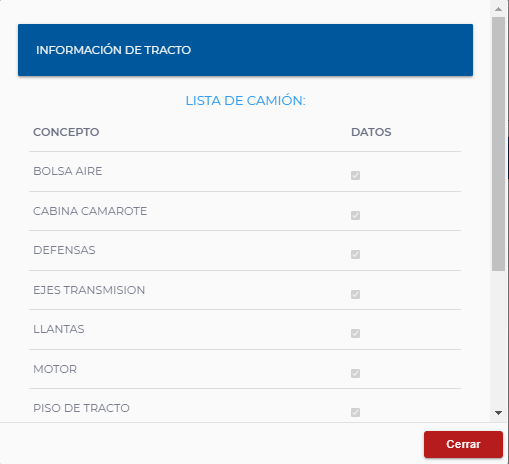 INFORMACIÓN DE TRACTO
LISTA DE CAMIÓN:
CONCEPTO DATOS
BOLSA AIRE
CABINA CAMAROTE
DEFENSAS
EJES TRANSMISION
LLANTAS
MOTOR
PISO DE TRACTO
Cerrar